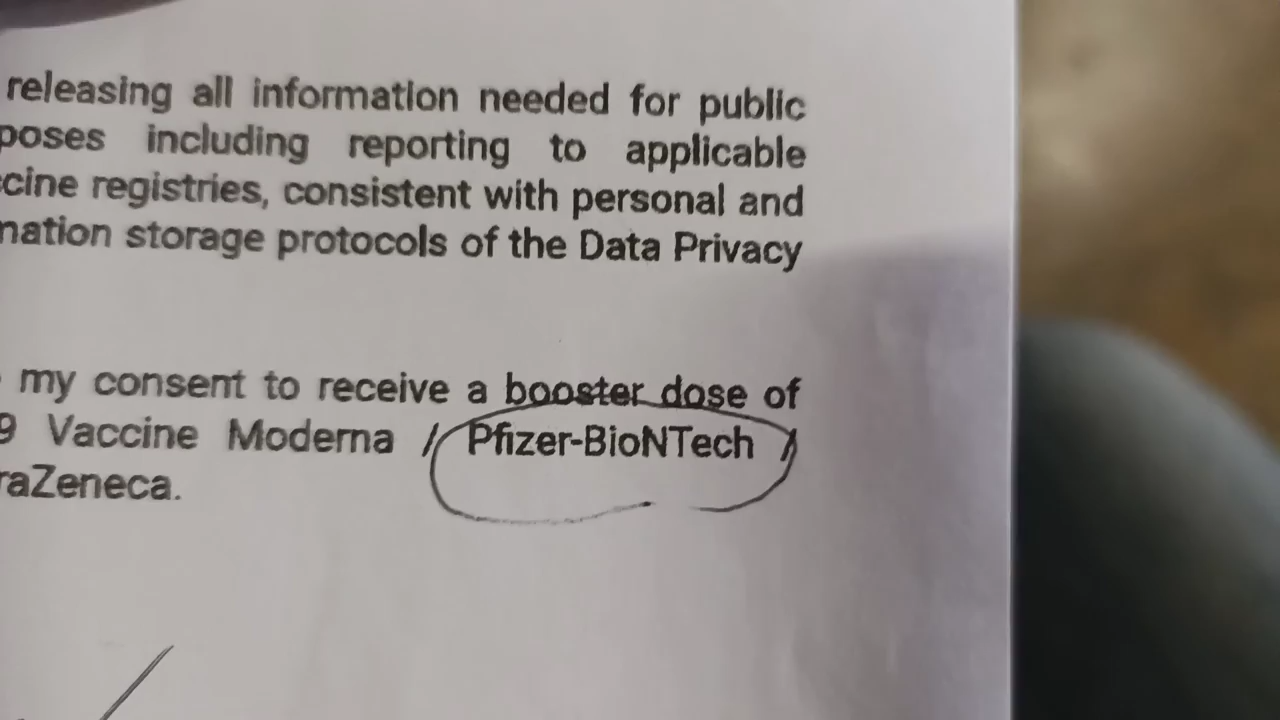 releasing all information needed for public
poses including reporting to applicable
cine registries, consistent with personal and
mation storage protocols of the Data Privacy
my consent to receive a booster dose of
9 Vaccine Moderna / Pfizer-BioNTech /
raZeneca.